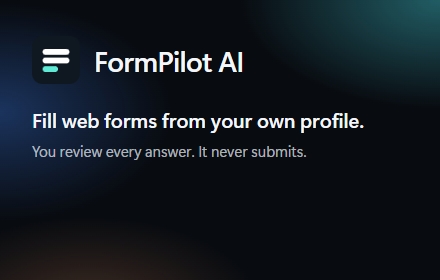 FormPilot AI
Fill web forms from your own profile.
You review every answer. It never submits.